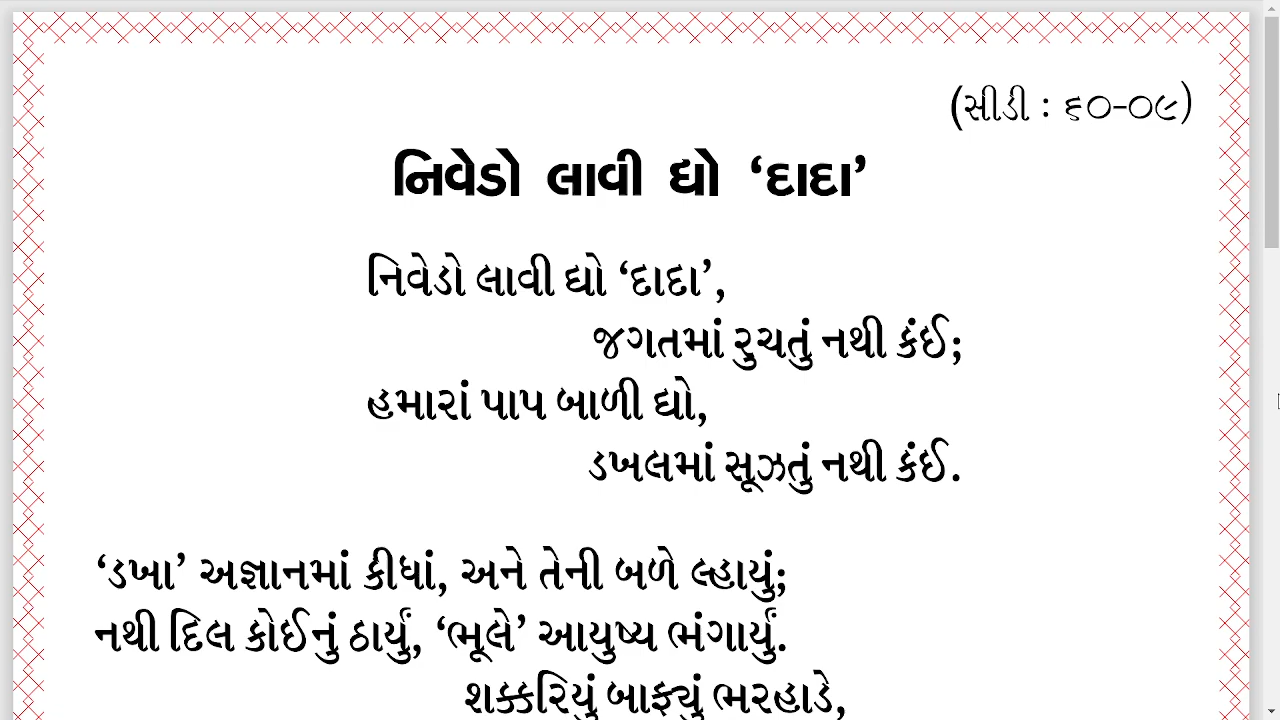 (સીડી : ૬૦-૦૯)
નિવેડો લાવી દ્યો ‘દાદા’
નિવેડો લાવી દ્યો ‘દાદા’,
જગતમાં રુચતું નથી કંઈ;
હમારાં પાપ બાળી દ્યો,
ડખલમાં સૂઝતું નથી કંઈ.
‘ડખા’ અજ્ઞાનમાં કીધાં, અને તેની બળે લ્હાયું;
નથી દિલ કોઈનું ઠાર્યું, ‘ભૂલે’ આયુષ્ય ભંગાર્યું.
શક્કરિયું બાફ્યું ભરહાડે,